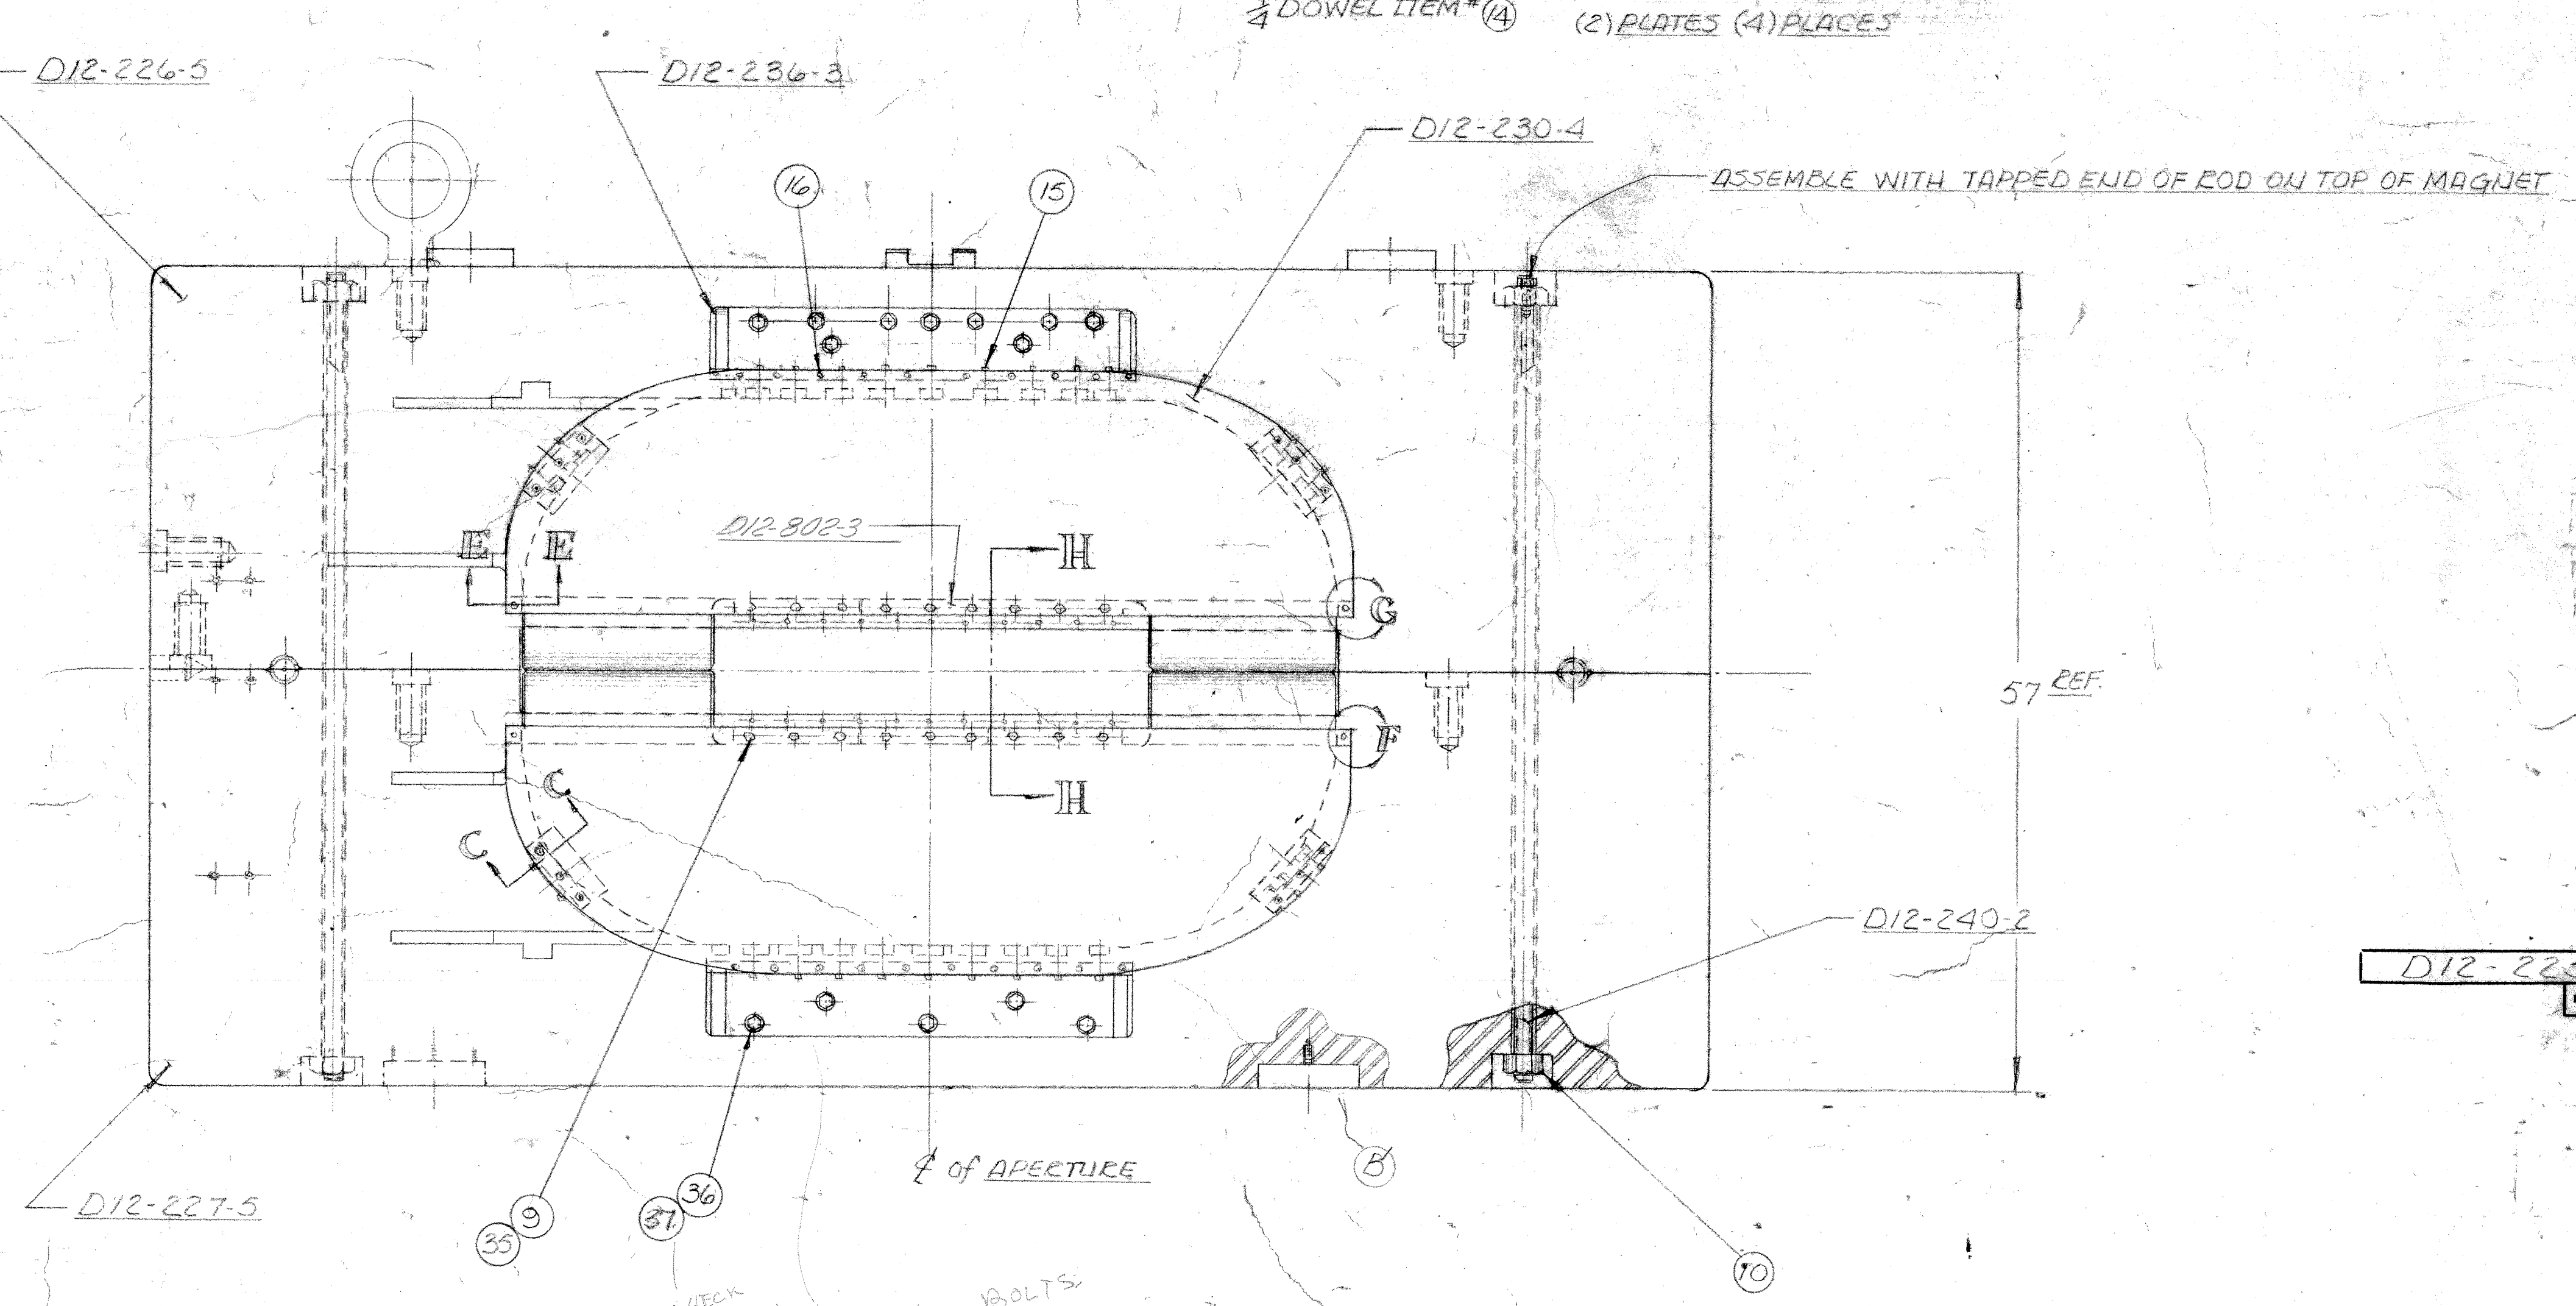 1/4 DOWEL ITEM # 14
(2) PLATES (4) PLACES
D12-226-5
D12-236-3
D12-230-4
ASSEMBLE WITH TAPPED END OF ROD ON TOP OF MAGNET
16
15
E E
D12-802-3
H
G
57 REF.
F
H
C
C
D12-240-2
D12-22
℄ of APERTURE
B
D12-227-5
36
37
9
35
10
BOLTS